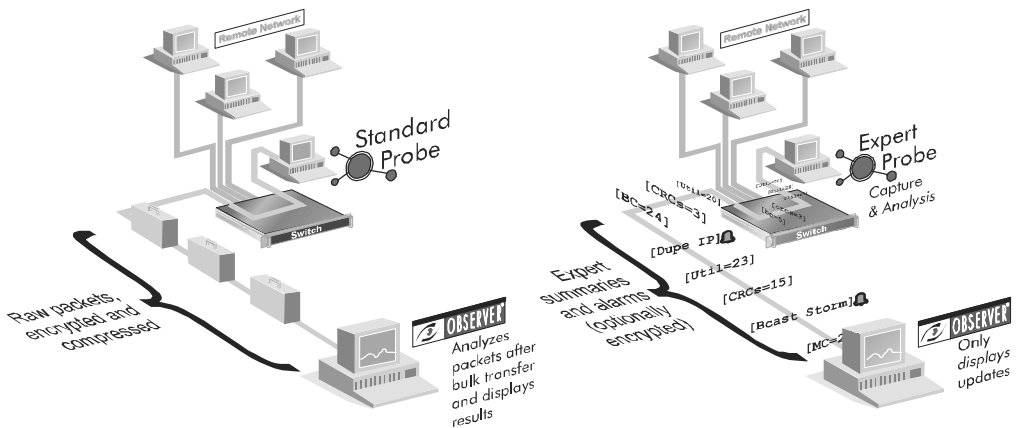 Remote Network
Standard
Probe
Switch
Raw packets,
encrypted and
compressed
OBSERVER®
Analyzes
packets after
bulk transfer
and displays
results
Remote Network
Expert
Probe
Capture
& Analysis
[Util=20]
[CRCs=3]
[BC=24]
Switch
[Dupe IP]
[Util=23]
[CRCs=15]
[Bcast Storm]
Expert
summaries
and alarms
(optionally
encrypted)
OBSERVER®
Only
displays
updates